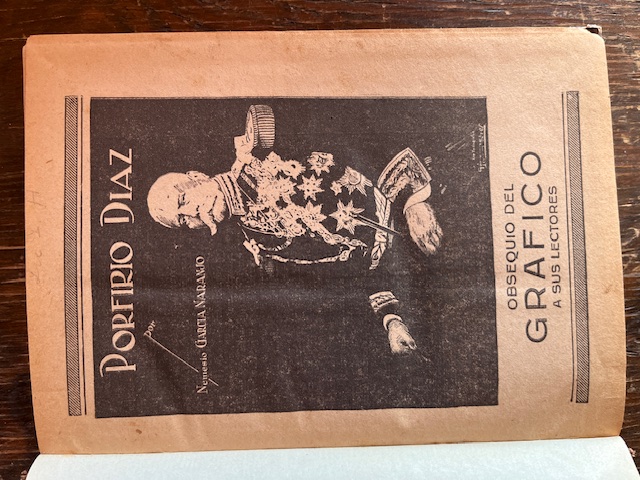 PORFIRIO DIAZ
por
Nemesio GARCIA NARANJO
OBSEQUIO DEL
GRAFICO
A SUS LECTORES